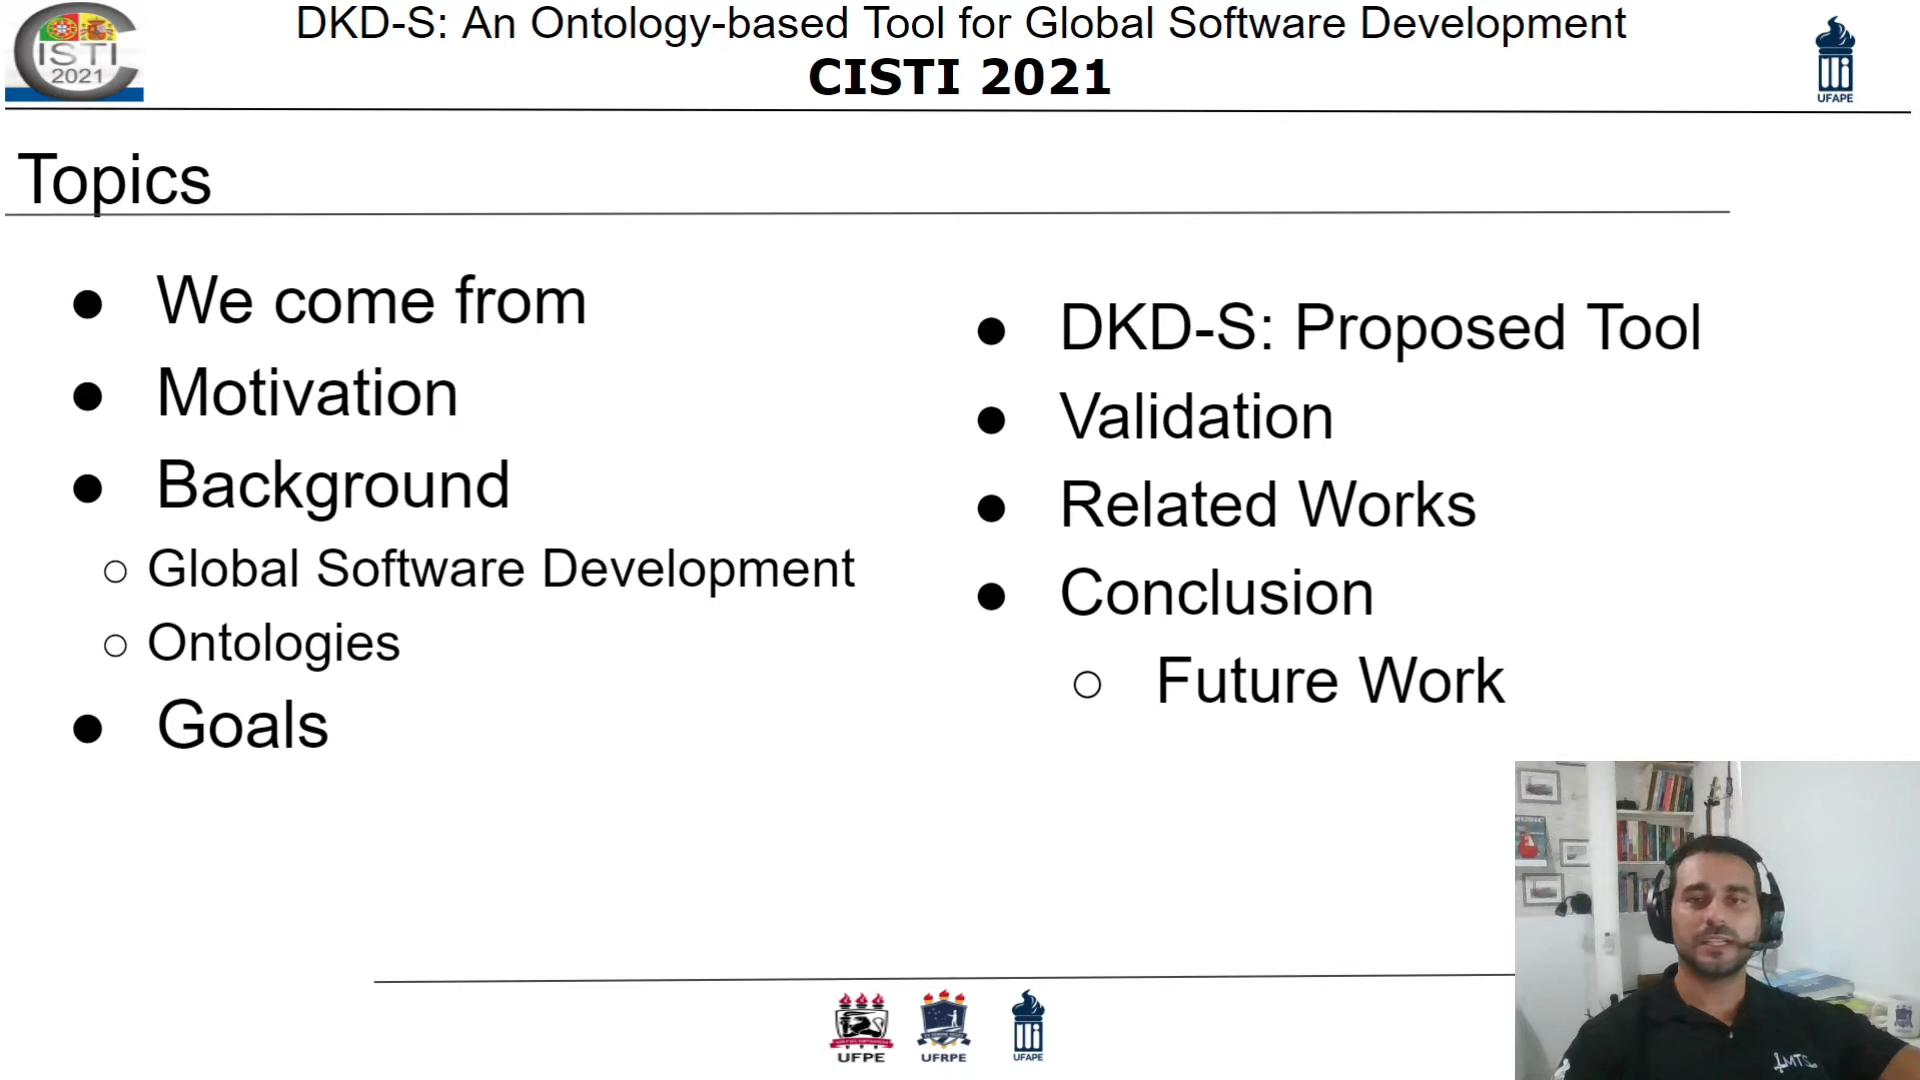 DKD-S: An Ontology-based Tool for Global Software Development
CISTI 2021
CISTI
2021
UFAPE
Topics
● We come from
● Motivation
● Background
○ Global Software Development
○ Ontologies
● Goals
● DKD-S: Proposed Tool
● Validation
● Related Works
● Conclusion
○ Future Work
UFPE
UFRPE
UFAPE
LMTS